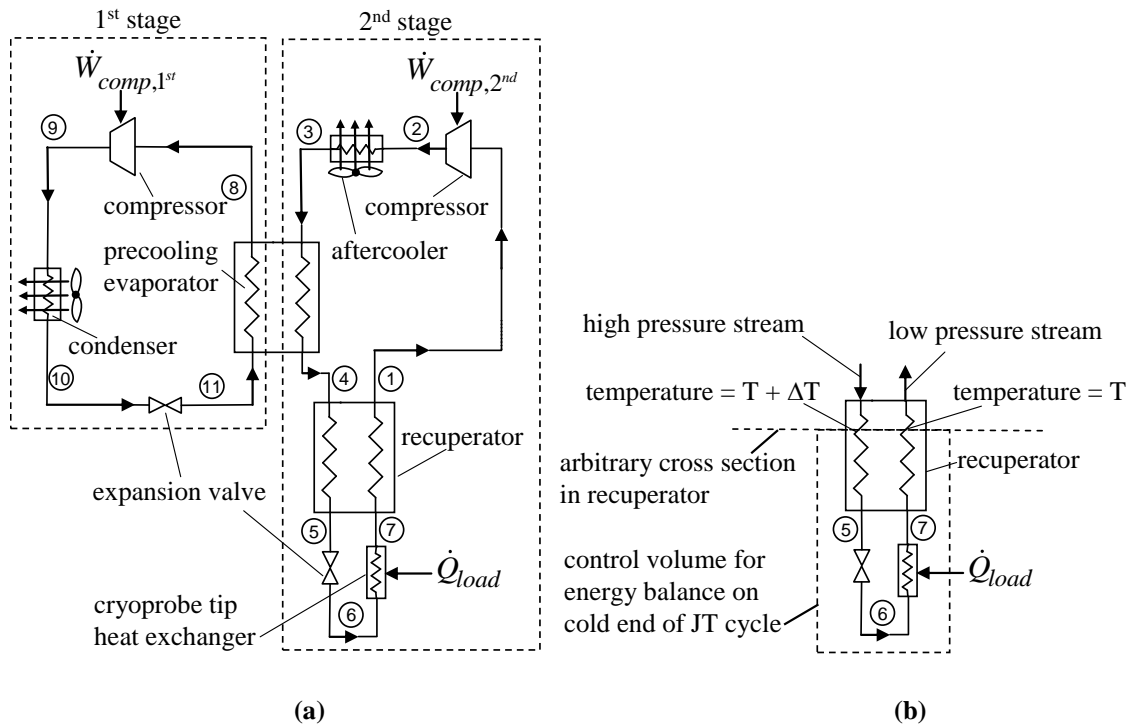 1st stage
2nd stage
Ẇcomp,1st
Ẇcomp,2nd
9
8
3
2
compressor
compressor
aftercooler
precooling
evaporator
condenser
10
11
4
1
recuperator
expansion valve
5
7
Q̇load
6
cryoprobe tip
heat exchanger
(a)
high pressure stream
low pressure stream
temperature = T + ΔT
temperature = T
arbitrary cross section
in recuperator
recuperator
5
7
control volume for
energy balance on
cold end of JT cycle
Q̇load
6
(b)